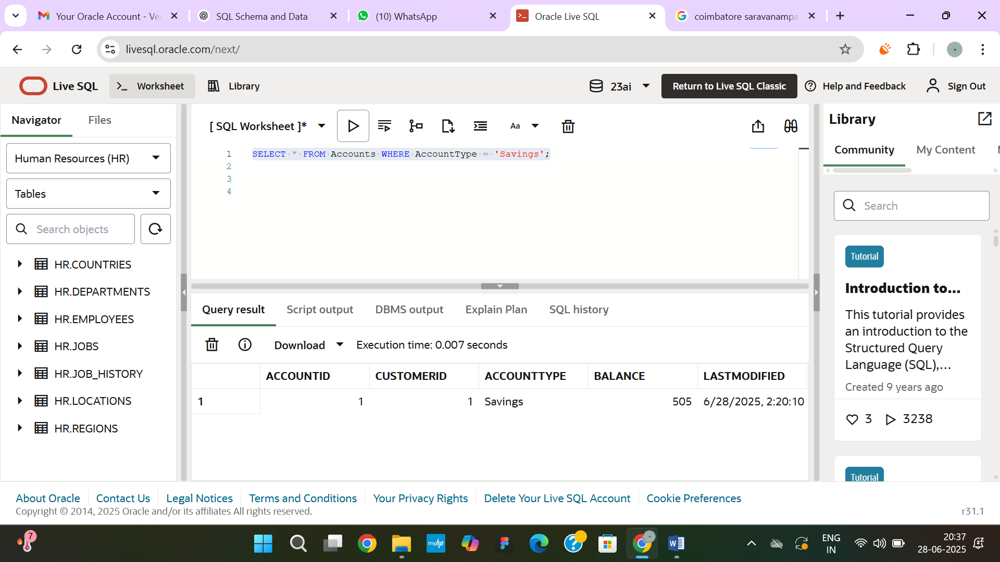 Your Oracle Account - Ve
SQL Schema and Data
(10) WhatsApp
Oracle Live SQL
coimbatore saravanampa
livesql.oracle.com/next/
Live SQL
Worksheet
Library
23ai
Return to Live SQL Classic
Help and Feedback
Sign Out
Navigator
Files
Human Resources (HR)
Tables
Search objects
HR.COUNTRIES
HR.DEPARTMENTS
HR.EMPLOYEES
HR.JOBS
HR.JOB_HISTORY
HR.LOCATIONS
HR.REGIONS
[ SQL Worksheet ]*
Aa
1 SELECT * FROM Accounts WHERE AccountType = 'Savings';
2
3
4
Query result
Script output
DBMS output
Explain Plan
SQL history
Download
Execution time: 0.007 seconds
ACCOUNTID CUSTOMERID ACCOUNTTYPE BALANCE LASTMODIFIED
1 1 1 Savings 505 6/28/2025, 2:20:10
Library
Community
My Content
Search
Tutorial
Introduction to...
This tutorial provides
an introduction to the
Structured Query
Language (SQL),...
Created 9 years ago
3 3238
Tutorial
About Oracle
Contact Us
Legal Notices
Terms and Conditions
Your Privacy Rights
Delete Your Live SQL Account
Cookie Preferences
Copyright © 2014, 2025 Oracle and/or its affiliates All rights reserved.
r31.1
7
myhp
ENG
IN
20:37
28-06-2025